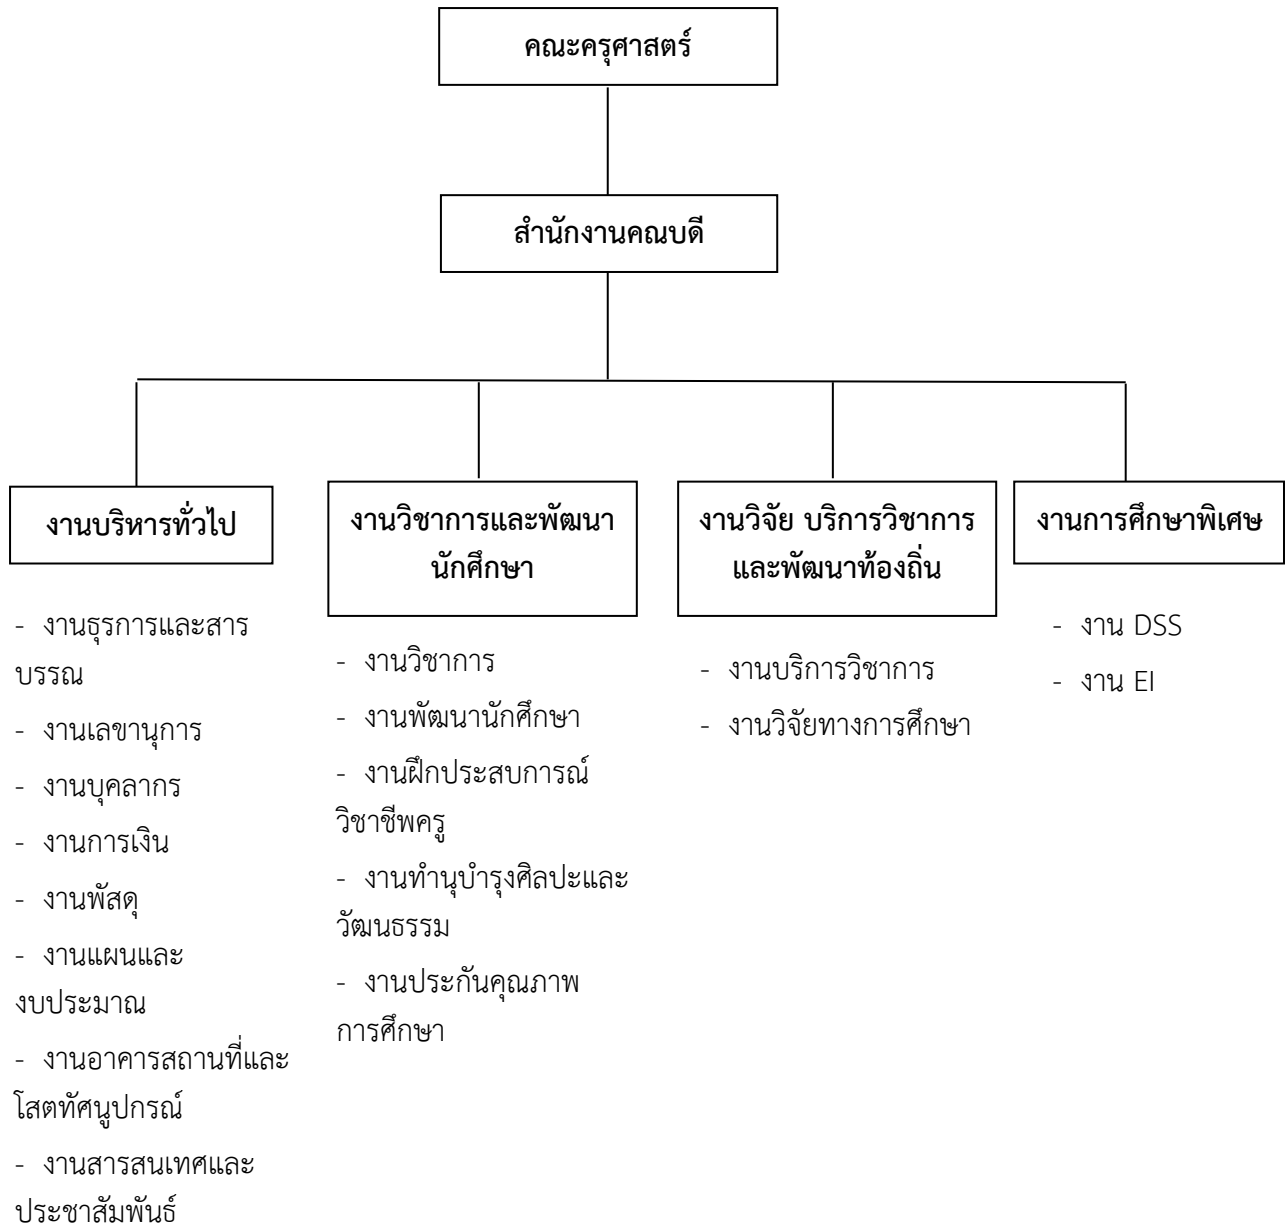 คณะครุศาสตร์
สำนักงานคณบดี
งานบริหารทั่วไป
- งานธุรการและสาร
บรรณ
- งานเลขานุการ
- งานบุคลากร
- งานการเงิน
- งานพัสดุ
- งานแผนและ
งบประมาณ
- งานอาคารสถานที่และ
โสตทัศนูปกรณ์
- งานสารสนเทศและ
ประชาสัมพันธ์
งานวิชาการและพัฒนา
นักศึกษา
- งานวิชาการ
- งานพัฒนานักศึกษา
- งานฝึกประสบการณ์
วิชาชีพครู
- งานทำนุบำรุงศิลปะและ
วัฒนธรรม
- งานประกันคุณภาพ
การศึกษา
งานวิจัย บริการวิชาการ
และพัฒนาท้องถิ่น
- งานบริการวิชาการ
- งานวิจัยทางการศึกษา
งานการศึกษาพิเศษ
- งาน DSS
- งาน EI